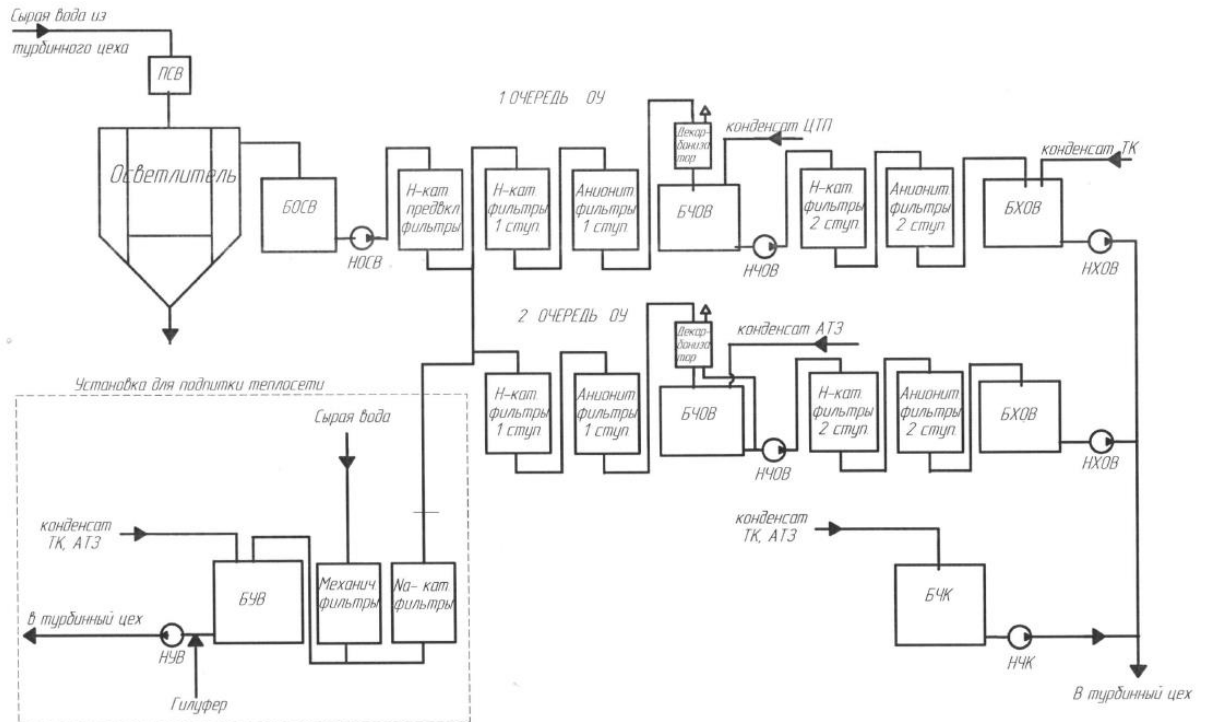 Сырая вода из
турбинного цеха
ПСВ
Осветлитель
БОСВ
НОСВ
Н-кат
предвкл
фильтры
1 ОЧЕРЕДЬ ОУ
Н-кат
фильтры
1 ступ
Анионит
фильтры
1 ступ
Декар-
бониза
тор
конденсат ЦТП
БЧОВ
НЧОВ
Н-кат
фильтры
2 ступ
Анионит
фильтры
2 ступ
конденсат ТК
БХОВ
НХОВ
2 ОЧЕРЕДЬ ОУ
Н-кат
фильтры
1 ступ
Анионит
фильтры
1 ступ
Декар-
бониза
тор
конденсат АТЭ
БЧОВ
НЧОВ
Н-кат
фильтры
2 ступ
Анионит
фильтры
2 ступ
БХОВ
НХОВ
Установка для подпитки теплосети
Сырая вода
конденсат
ТК, АТЭ
БУВ
Механич.
фильтры
Na- кат
фильтры
в турбинный цех
НУВ
Гилуфер
конденсат
ТК, АТЭ
БЧК
НЧК
В турбинный цех